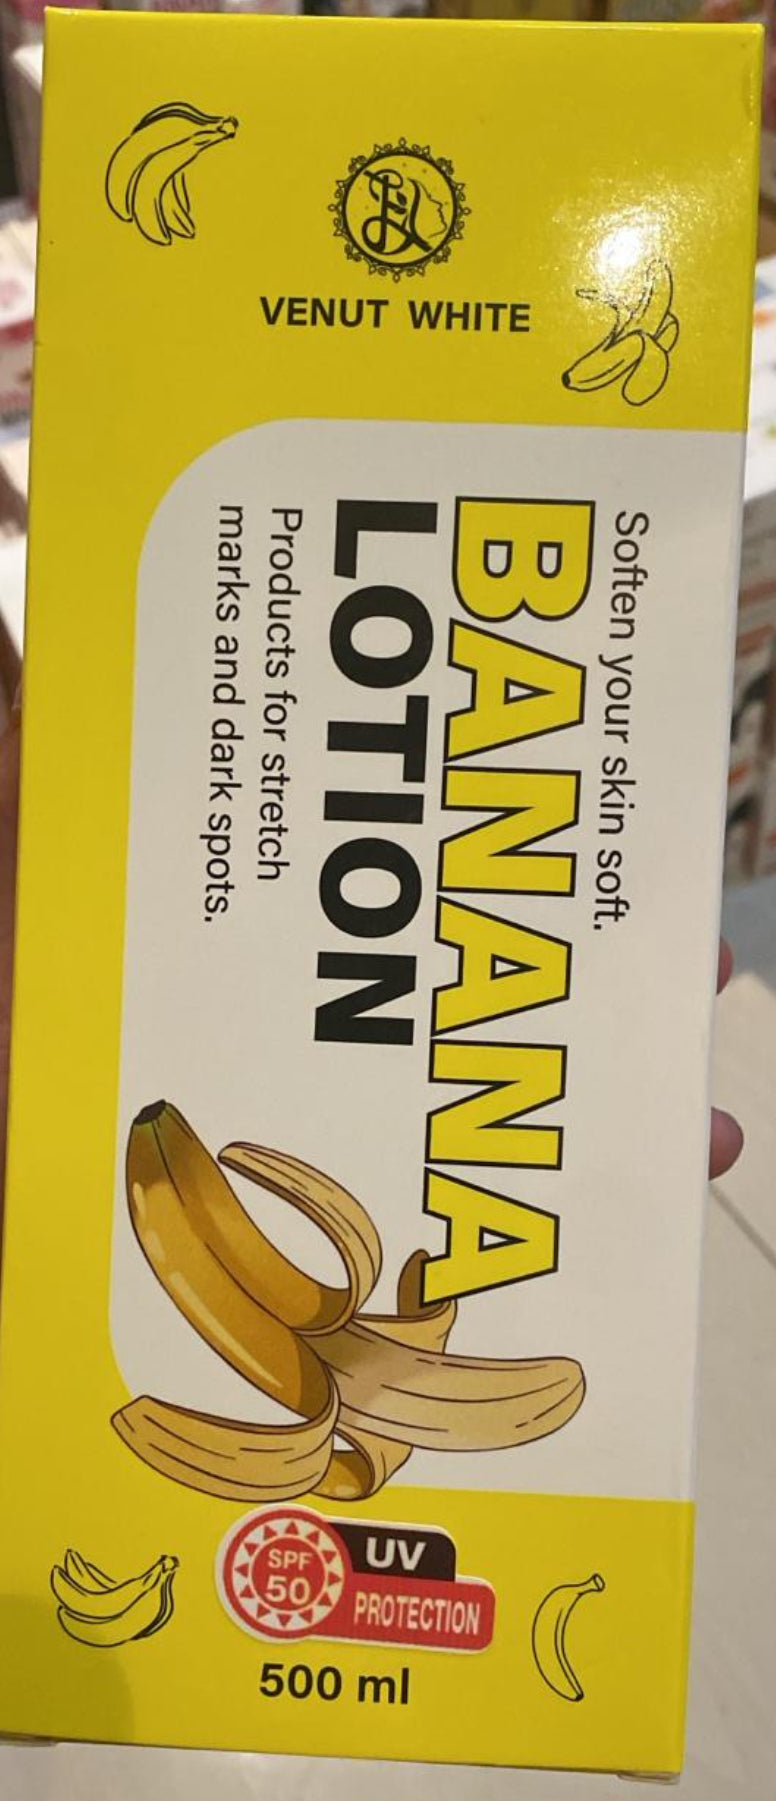 VENUT WHITE
Soften your skin soft.
BANANA
LOTION
Products for stretch
marks and dark spots.
SPF
50
UV
PROTECTION
500 ml